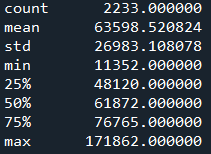 count 2233.000000
mean 63598.520824
std 26983.108078
min 11352.000000
25% 48120.000000
50% 61872.000000
75% 76765.000000
max 171862.000000